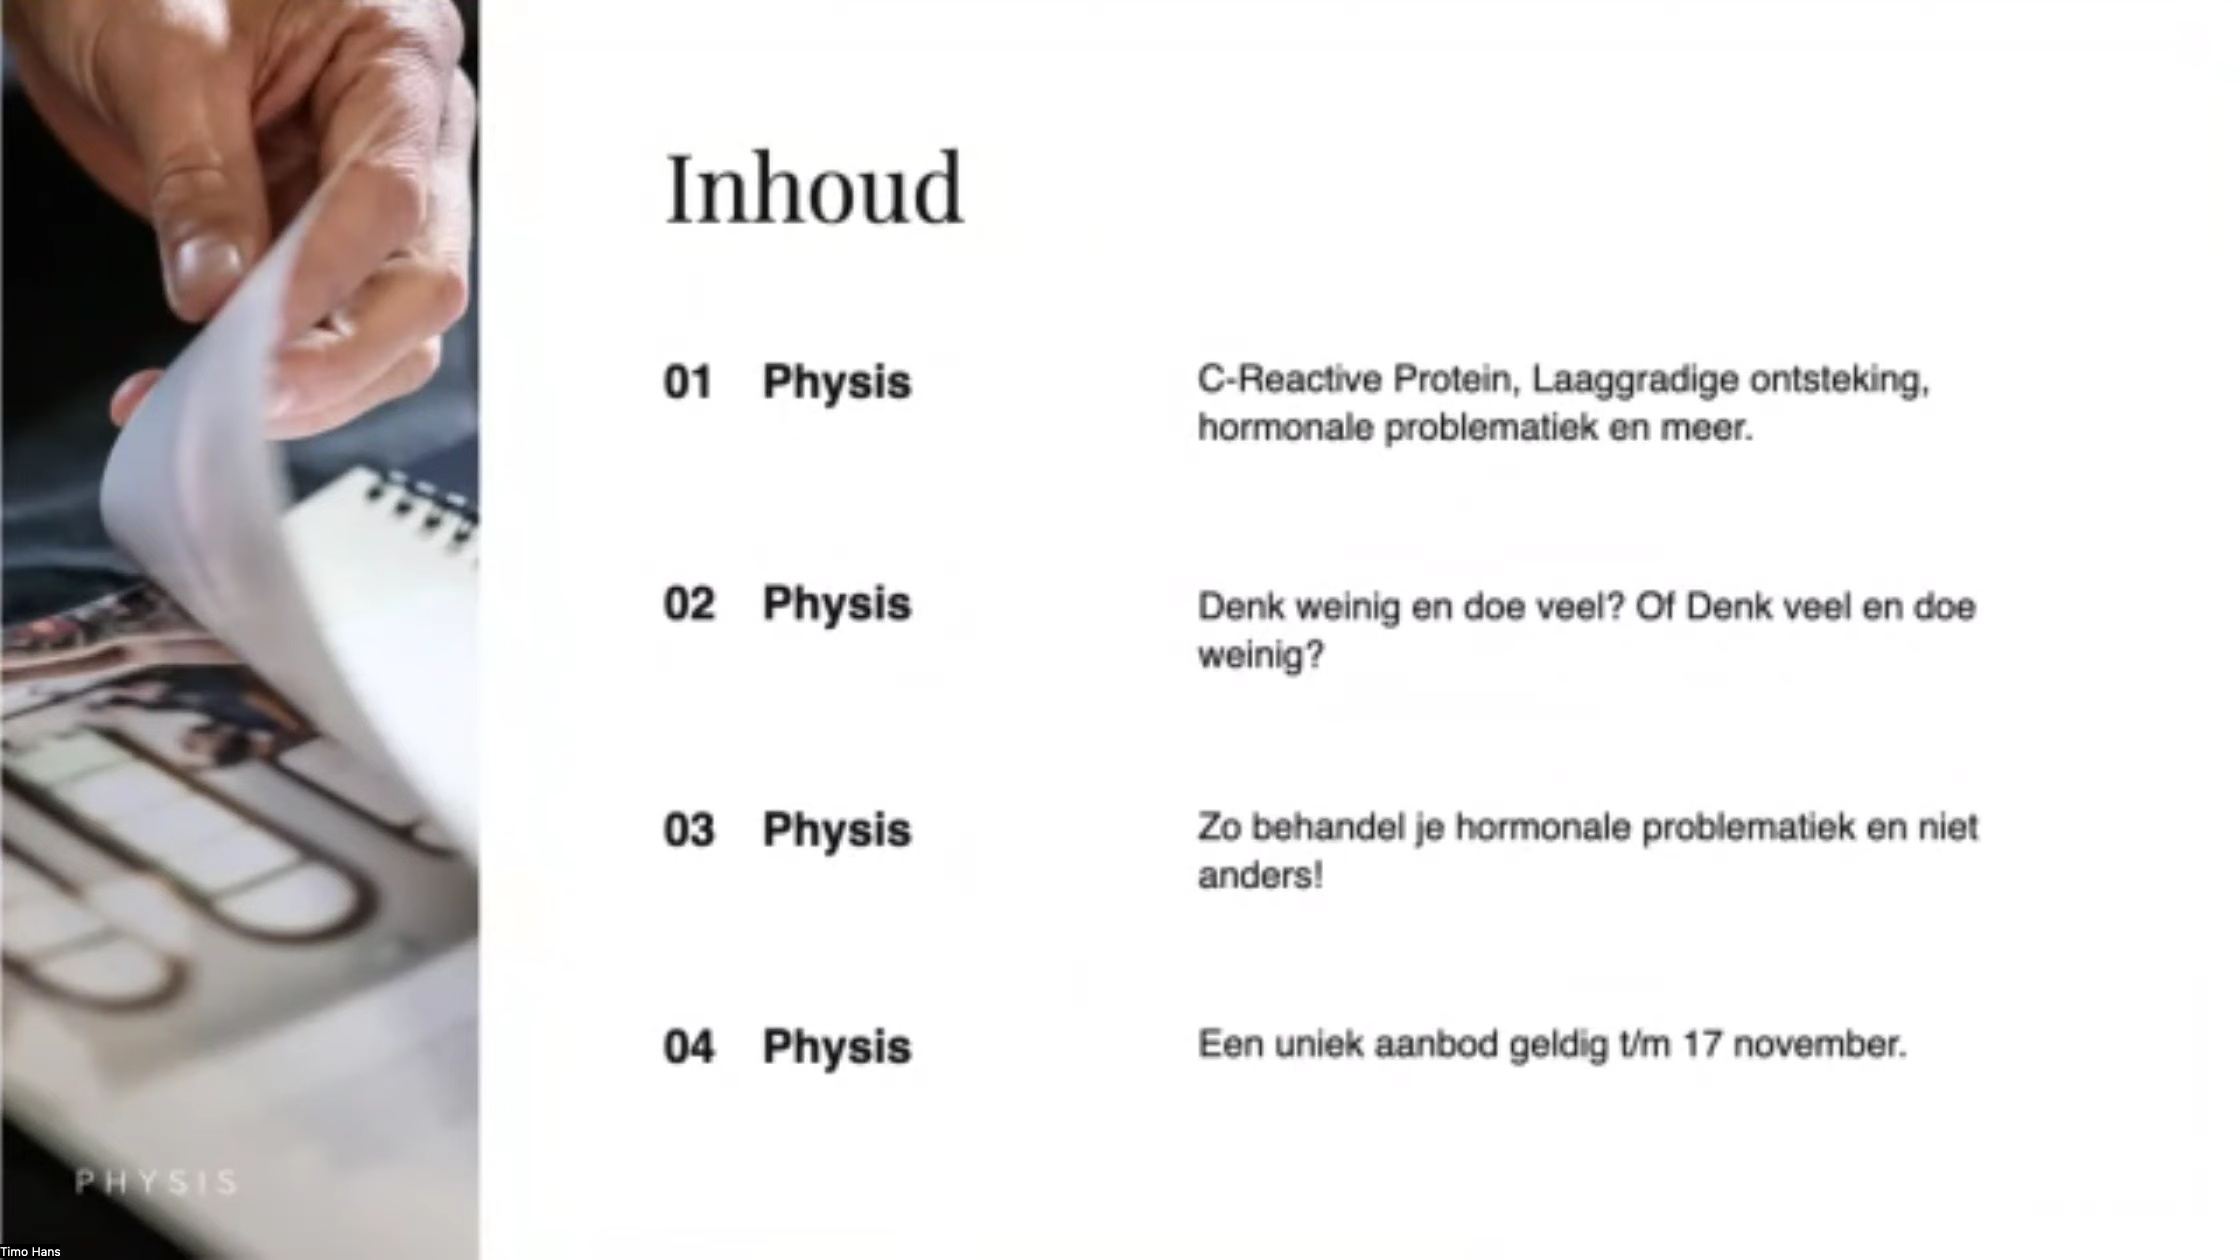 Inhoud
01 Physis
C-Reactive Protein, Laaggradige ontsteking,
hormonale problematiek en meer.
02 Physis
Denk weinig en doe veel? Of Denk veel en doe
weinig?
03 Physis
Zo behandel je hormonale problematiek en niet
anders!
04 Physis
Een uniek aanbod geldig t/m 17 november.
PHYSIS
Timo Hans